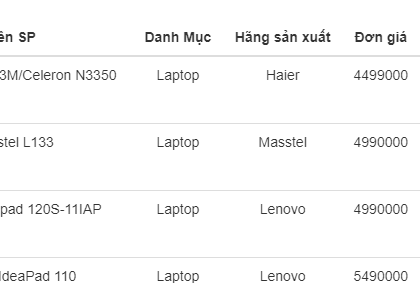 ên SP Danh Mục Hãng sản xuất Đơn giá
3M/Celeron N3350 Laptop Haier 4499000
stel L133 Laptop Masstel 4990000
pad 120S-11IAP Laptop Lenovo 4990000
IdeaPad 110 Laptop Lenovo 5490000